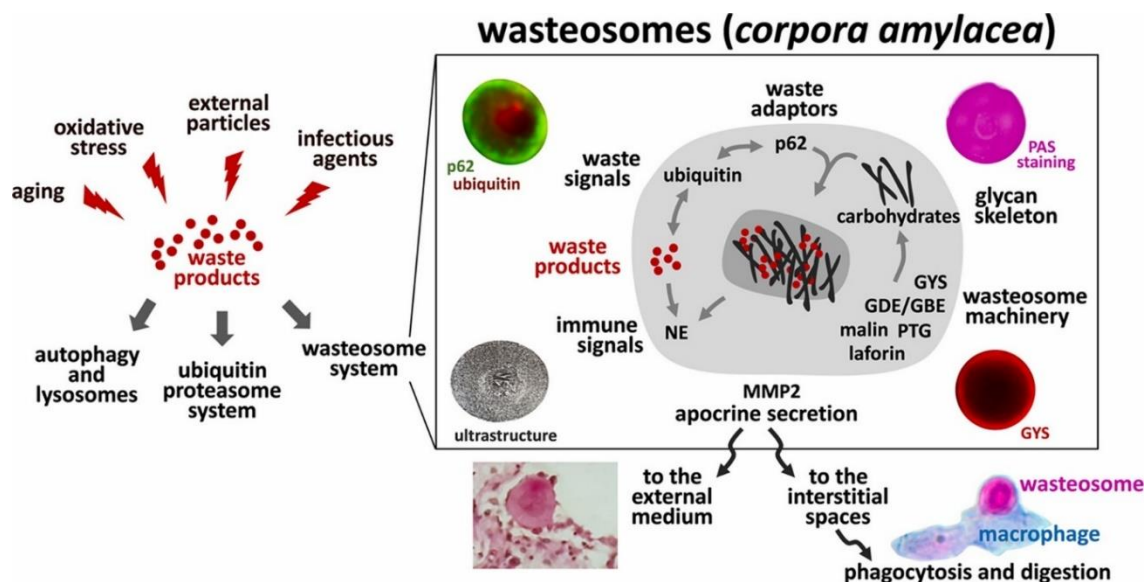 wasteosomes (corpora amylacea)
aging
oxidative
stress
external
particles
infectious
agents
waste
products
autophagy
and
lysosomes
ubiquitin
proteasome
system
wasteosome
system
p62
ubiquitin
waste
adaptors
p62
waste
signals
ubiquitin
waste
products
immune
signals
NE
carbohydrates
GYS
GDE/GBE
malin PTG
laforin
PAS
staining
glycan
skeleton
wasteosome
machinery
GYS
ultrastructure
MMP2
apocrine secretion
to the
external
medium
to the
interstitial
spaces
wasteosome
macrophage
phagocytosis and digestion